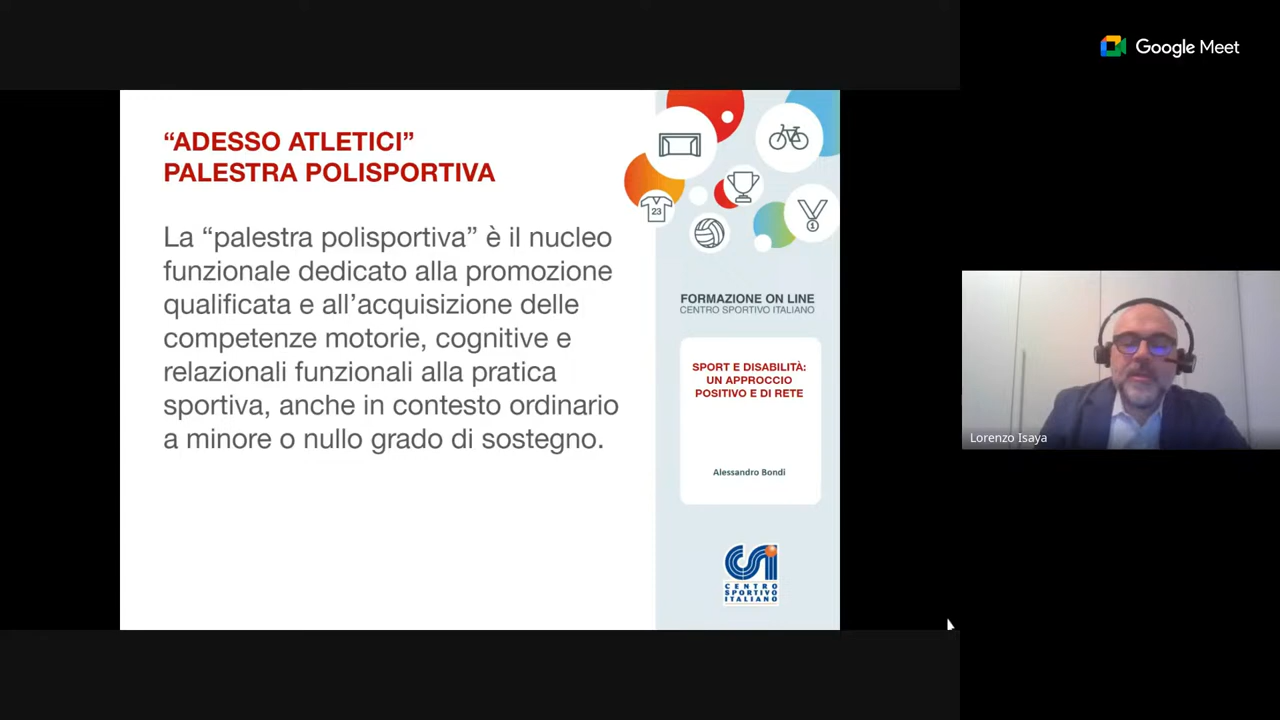 Google Meet
“ADESSO ATLETICI”
PALESTRA POLISPORTIVA
La “palestra polisportiva” è il nucleo
funzionale dedicato alla promozione
qualificata e all’acquisizione delle
competenze motorie, cognitive e
relazionali funzionali alla pratica
sportiva, anche in contesto ordinario
a minore o nullo grado di sostegno.
23
1
FORMAZIONE ON LINE
CENTRO SPORTIVO ITALIANO
SPORT E DISABILITÀ:
UN APPROCCIO
POSITIVO E DI RETE
Alessandro Bondi
CSI
CENTRO
SPORTIVO
ITALIANO
Lorenzo Isaya